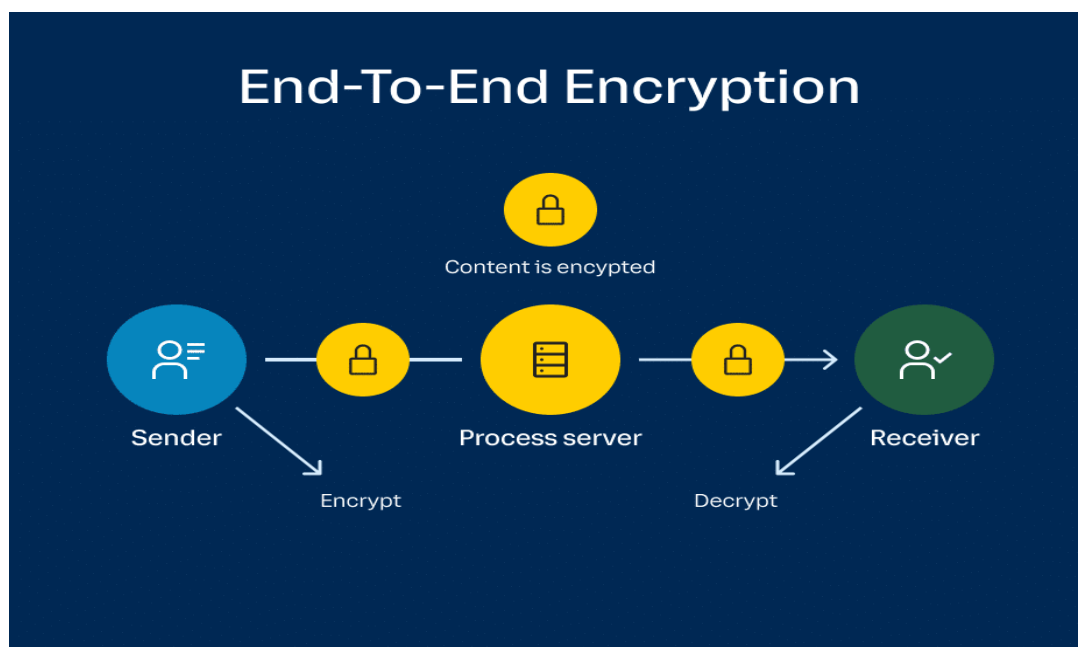 End-To-End Encryption
Content is encypted
Sender
Process server
Receiver
Encrypt
Decrypt